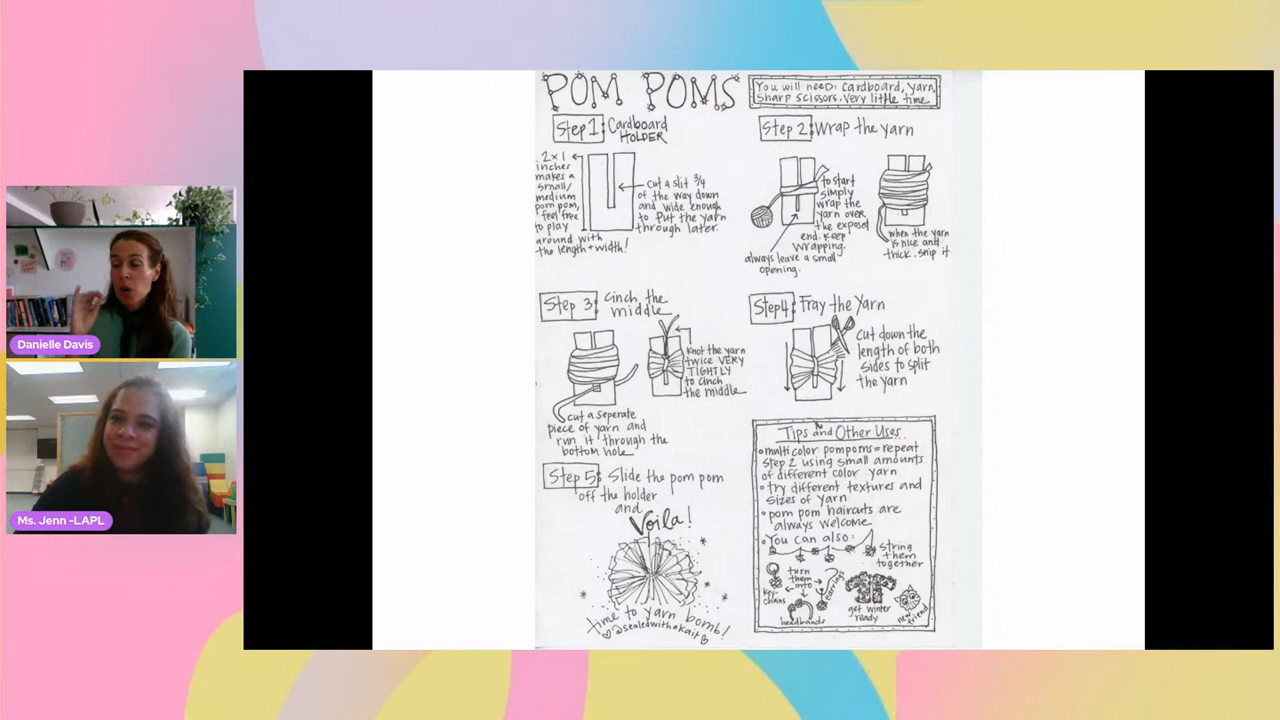 POM POMS
You will need: cardboard, yarn,
sharp scissors, very little time
Step 1: Cardboard
HOLDER
2x1
inches
makes a
small/
medium
pom pom,
feel free
to play
around with
the length + width!
cut a slit 3/4
of the way down
and wide enough
to put the yarn
through later.
Step 2: Wrap the yarn
to start
simply
wrap the
yarn over
the exposed
end. Keep
wrapping.
always leave a small
opening.
when the yarn
is nice and
thick, snip it
Step 3: cinch, the
middle
knot the yarn
twice VERY
TIGHTLY
to cinch
the middle
cut a seperate
piece of yarn and
run it through the
bottom hole
Step 4: Fray the Yarn
cut down the
length of both
sides to split
the yarn
Step 5: Slide the pom pom
off the holder
and
Voila!
time to yarn bomb!
@sealedwithakait
Tips and Other Uses
multicolor pompoms = repeat
step 2 using small amounts
of different color yarn
try different textures and
sizes of yarn
pom pom haircuts are
always welcome
You can also:
string
them
together
turn
them
into
key-
chains
earrings
headbands
get winter
ready
new
friend
Danielle Davis
Ms. Jenn -LAPL